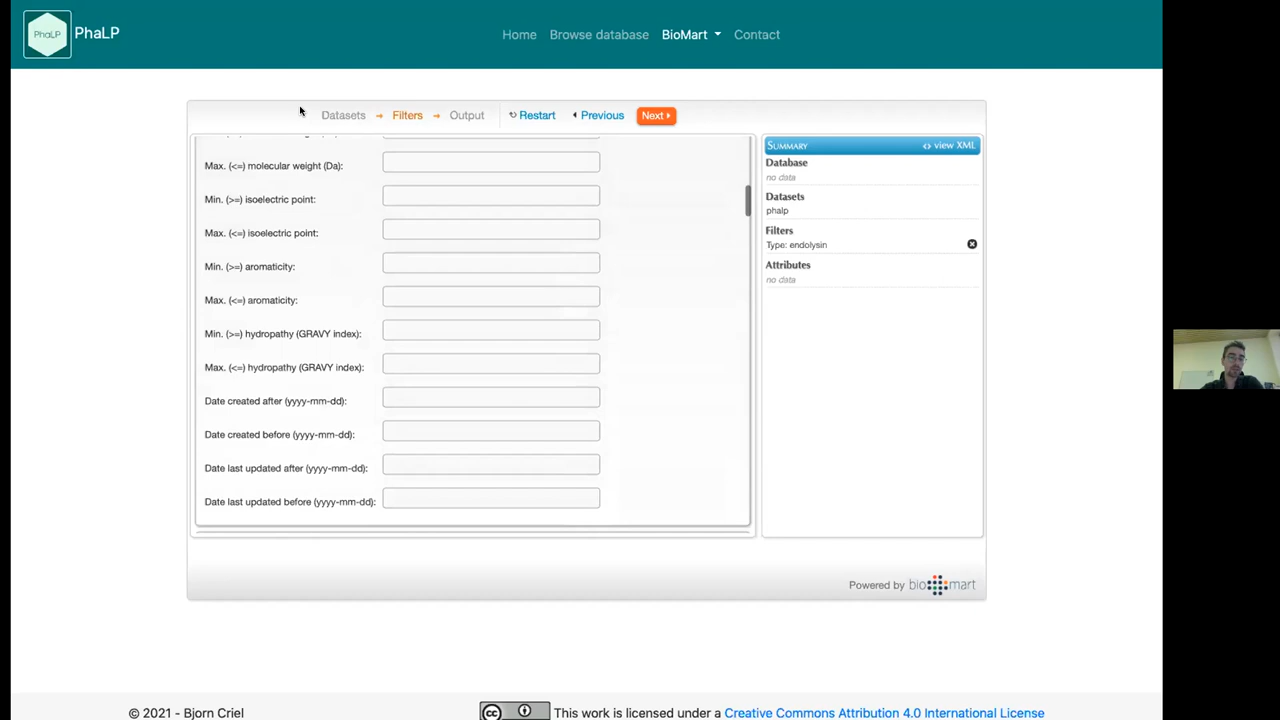 PhaLP
PhaLP
Home Browse database BioMart Contact
Datasets Filters Output Restart Previous Next
Max. (<=) molecular weight (Da):
Min. (>=) isoelectric point:
Max. (<=) isoelectric point:
Min. (>=) aromaticity:
Max. (<=) aromaticity:
Min. (>=) hydropathy (GRAVY index):
Max. (<=) hydropathy (GRAVY index):
Date created after (yyyy-mm-dd):
Date created before (yyyy-mm-dd):
Date last updated after (yyyy-mm-dd):
Date last updated before (yyyy-mm-dd):
SUMMARY <> view XML
Database
no data
Datasets
phalp
Filters
Type: endolysin
Attributes
no data
Powered by biomart
© 2021 - Bjorn Criel
cc This work is licensed under a Creative Commons Attribution 4.0 International License